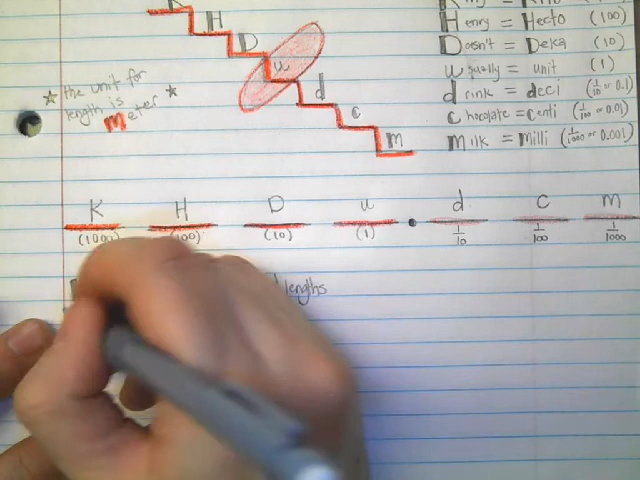 K
H
D
u
d
c
m
☆ the unit for ☆
length is
meter
Henry = Hecto (100)
Doesn't = Deka (10)
usually = unit (1)
drink = deci (1/10 or 0.1)
chocolate = centi (1/100 or 0.01)
milk = milli (1/1000 or 0.001)
K H D u . d c m
(1000) (100) (10) (1) 1/10 1/100 1/1000
lengths